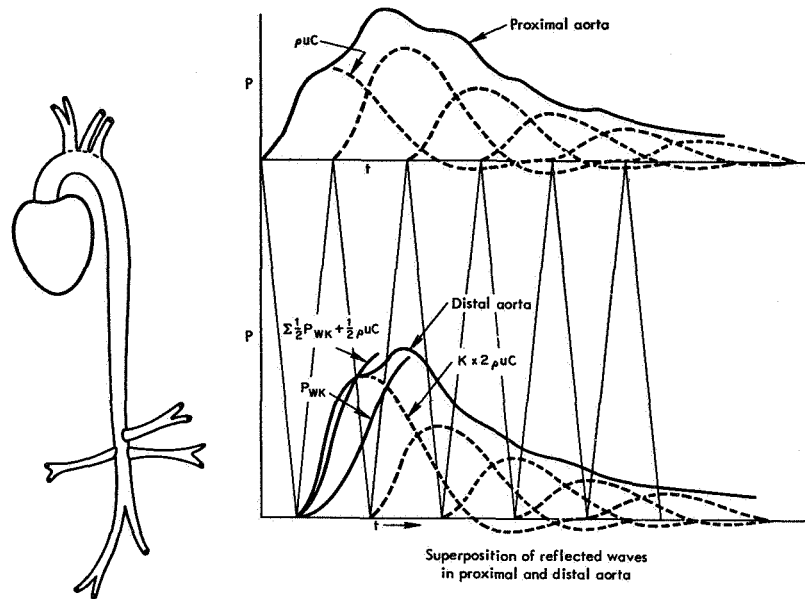 Proximal aorta
ρuC
P
t
Distal aorta
Σ½P_WK + ½ρuC
P
K x 2ρuC
P_WK
t →
Superposition of reflected waves
in proximal and distal aorta